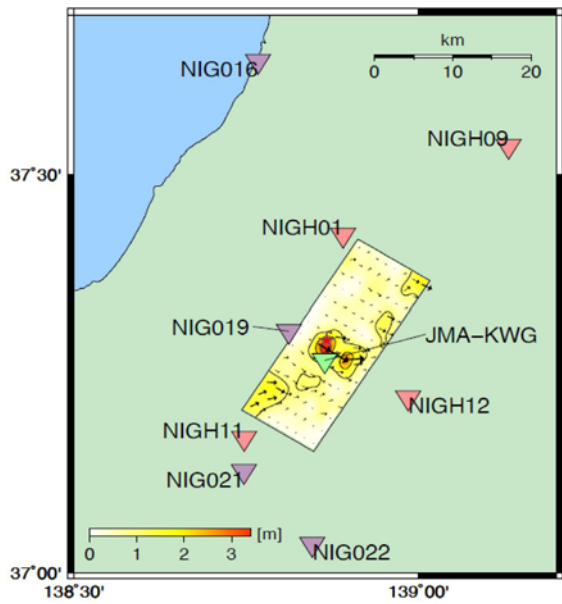 km
0 10 20
NIG016
NIGH09
37°30'
NIGH01
NIG019
JMA-KWG
NIGH12
NIGH11
NIG021
[m]
0 1 2 3
NIG022
37°00'
138°30' 139°00'